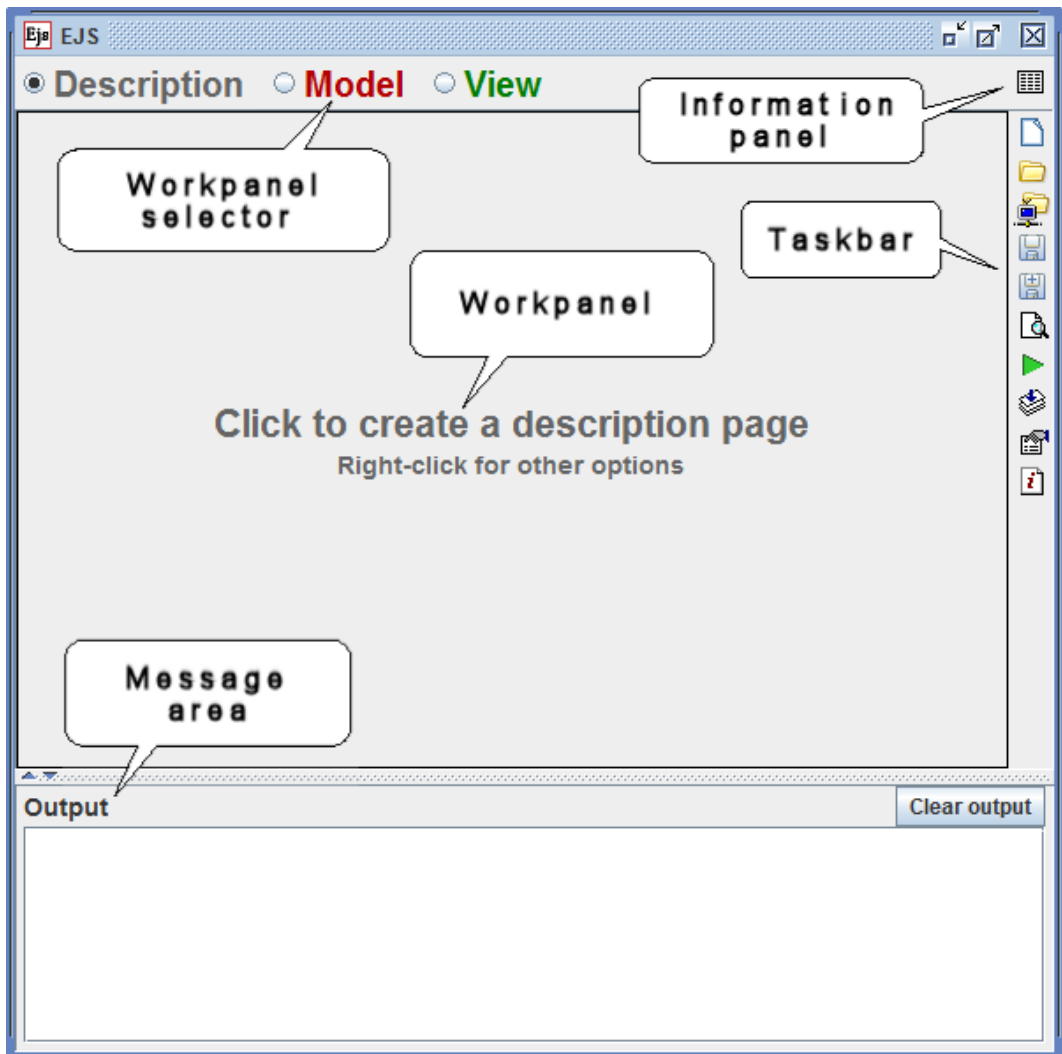 Ejs EJS
Description Model View
Information
panel
Workpanel
selector
Taskbar
Workpanel
Click to create a description page
Right-click for other options
i
Message
area
Output
Clear output